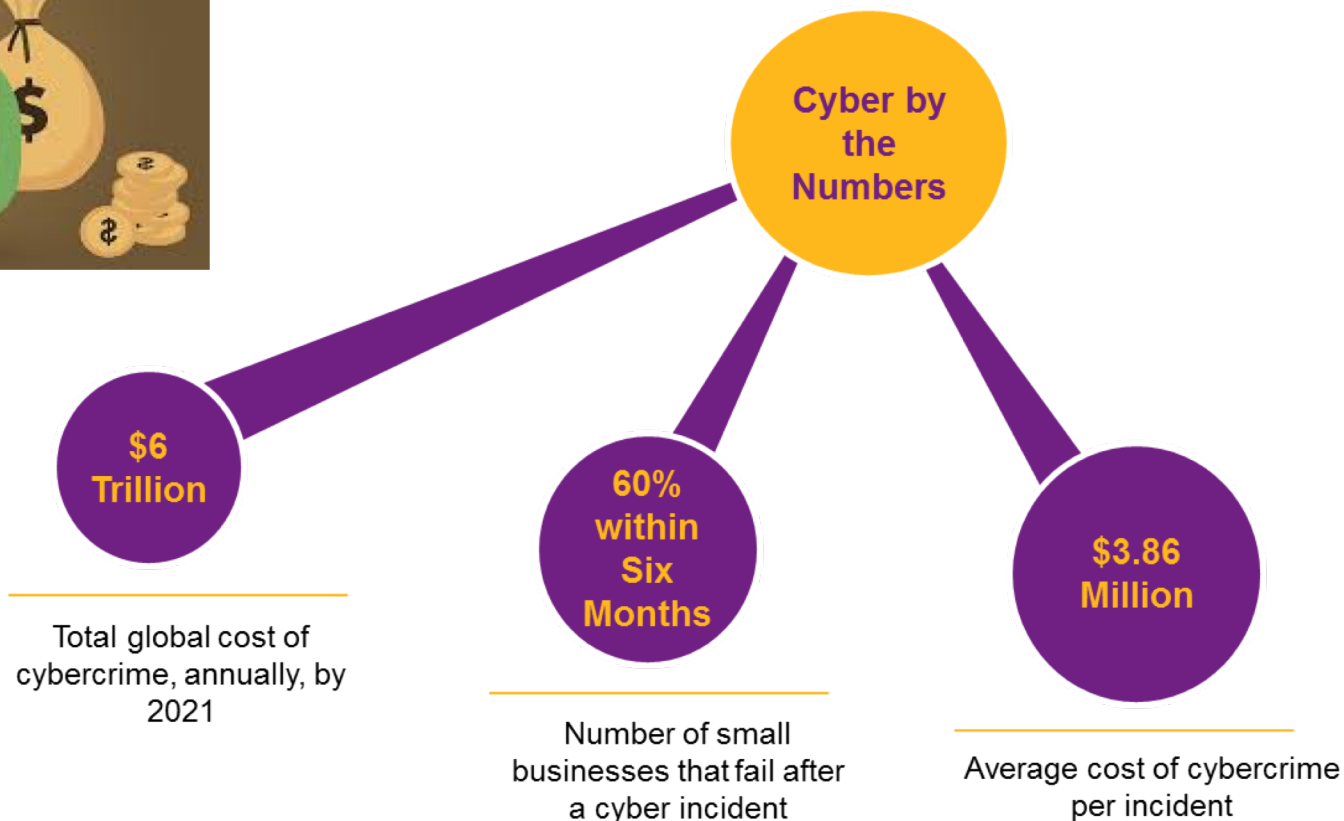 $
$
$
Cyber by
the
Numbers
$6
Trillion
Total global cost of
cybercrime, annually, by
2021
60%
within
Six
Months
Number of small
businesses that fail after
a cyber incident
$3.86
Million
Average cost of cybercrime
per incident